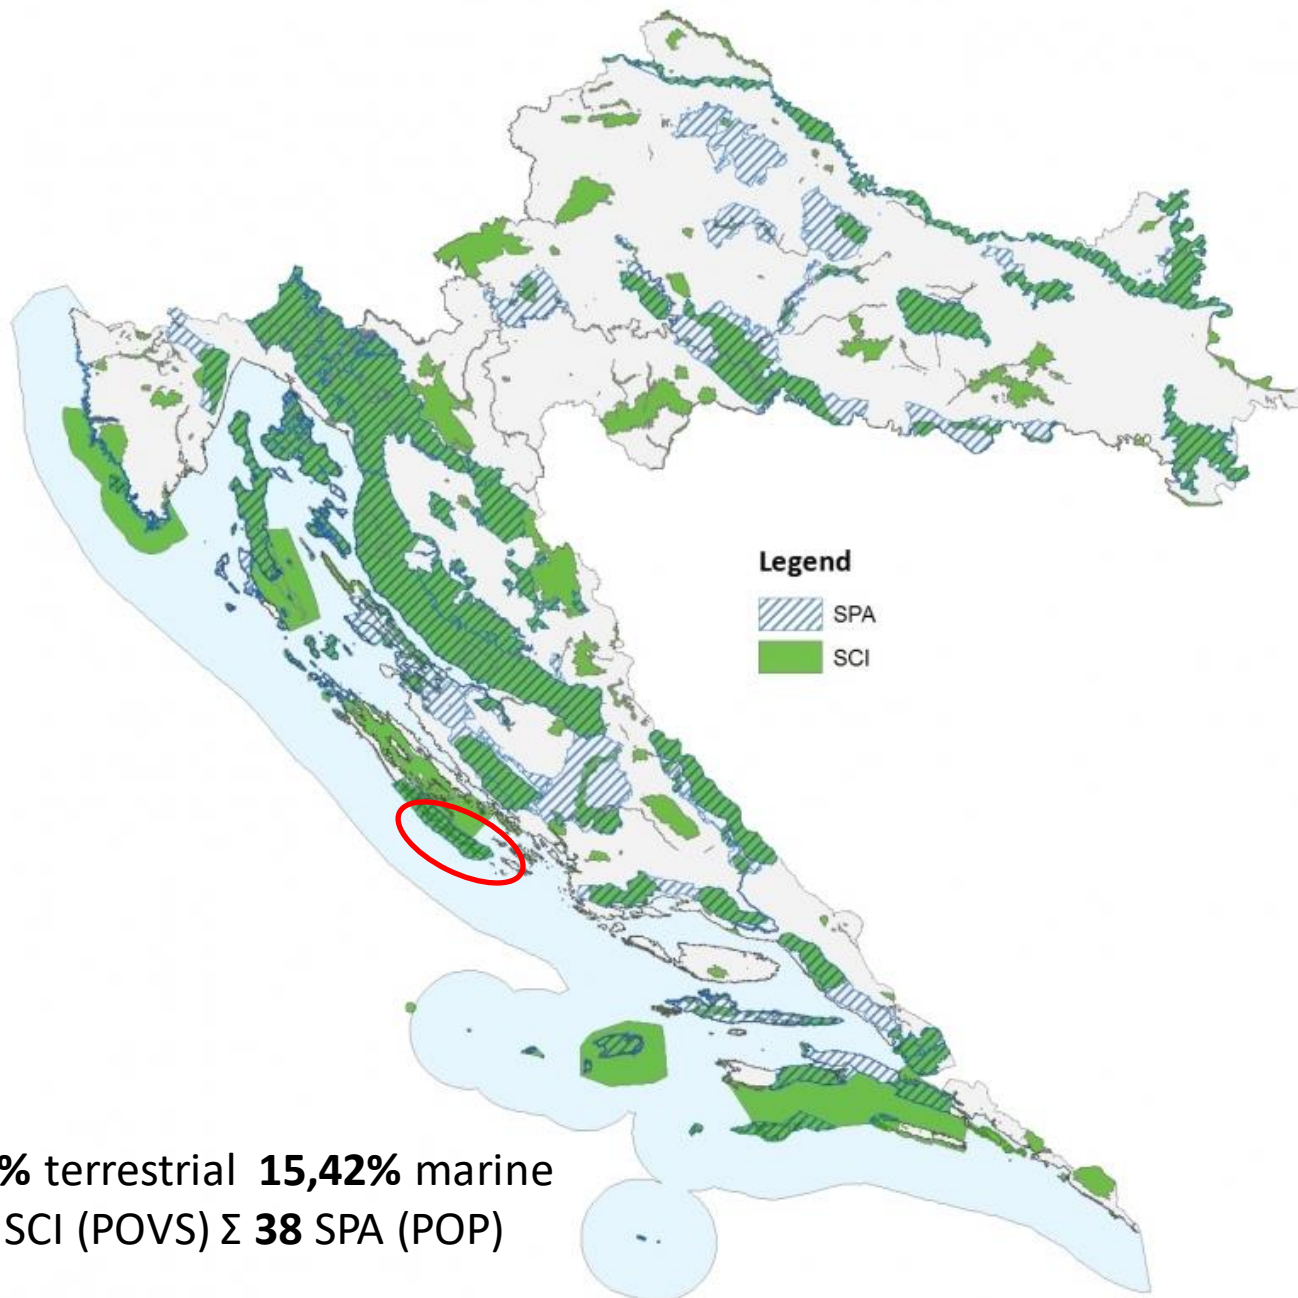 Legend
SPA
SCI
% terrestrial 15,42% marine
SCI (POVS) Σ 38 SPA (POP)